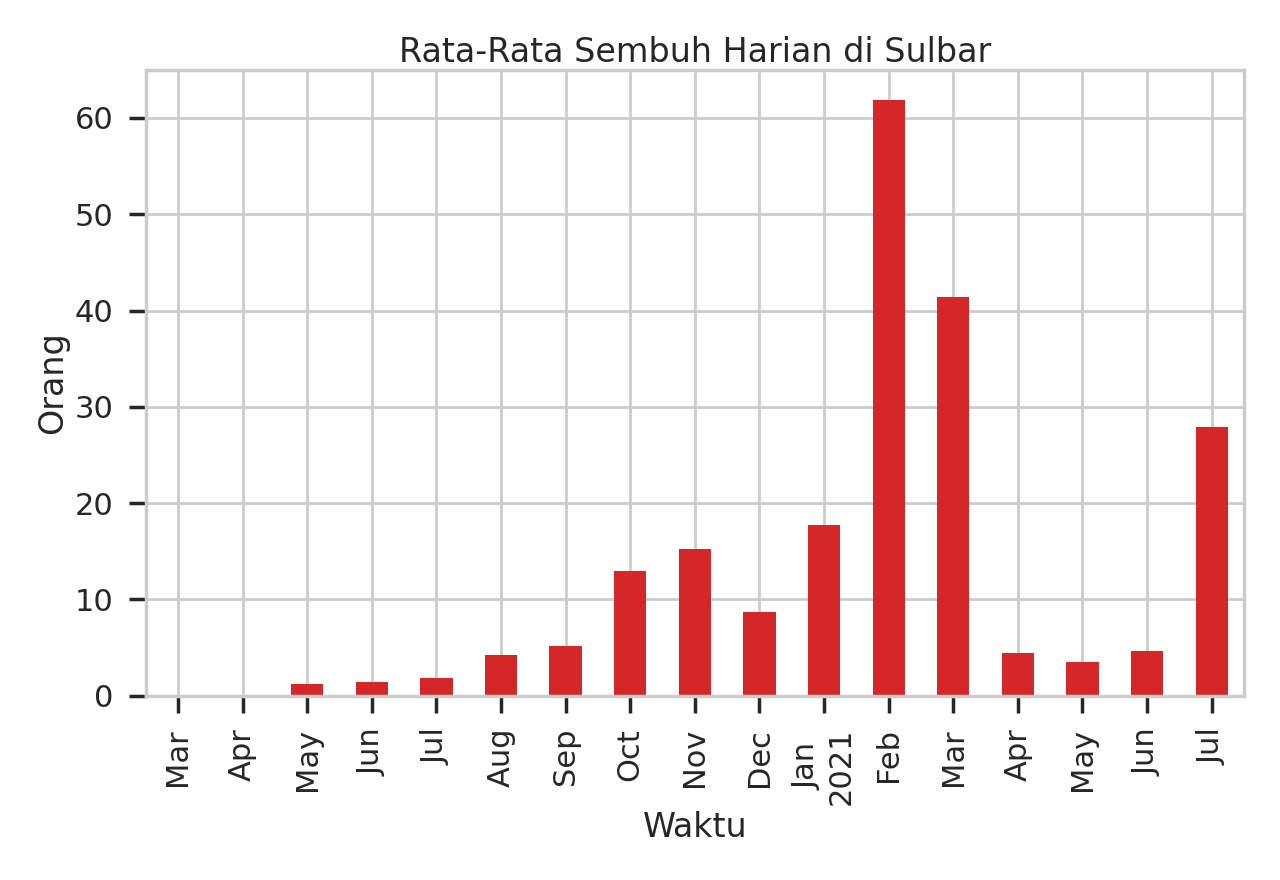 Rata-Rata Sembuh Harian di Sulbar
60
50
40
30
20
10
0
Orang
Mar
Apr
May
Jun
Jul
Aug
Sep
Oct
Nov
Dec
Jan
2021
Feb
Mar
Apr
May
Jun
Jul
Waktu